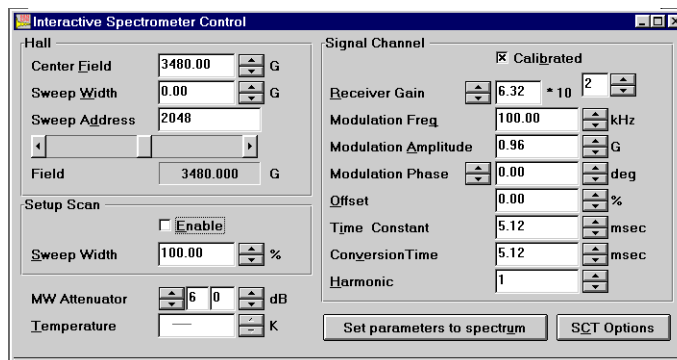 Interactive Spectrometer Control
Hall
Center Field 3480.00 G
Sweep Width 0.00 G
Sweep Address 2048
Field 3480.000 G
Setup Scan
Enable
Sweep Width 100.00 %
MW Attenuator 6 0 dB
Temperature --- K
Signal Channel
Calibrated
Receiver Gain 6.32 * 10 2
Modulation Freq 100.00 kHz
Modulation Amplitude 0.96 G
Modulation Phase 0.00 deg
Offset 0.00 %
Time Constant 5.12 msec
ConversionTime 5.12 msec
Harmonic 1
Set parameters to spectrum
SCT Options